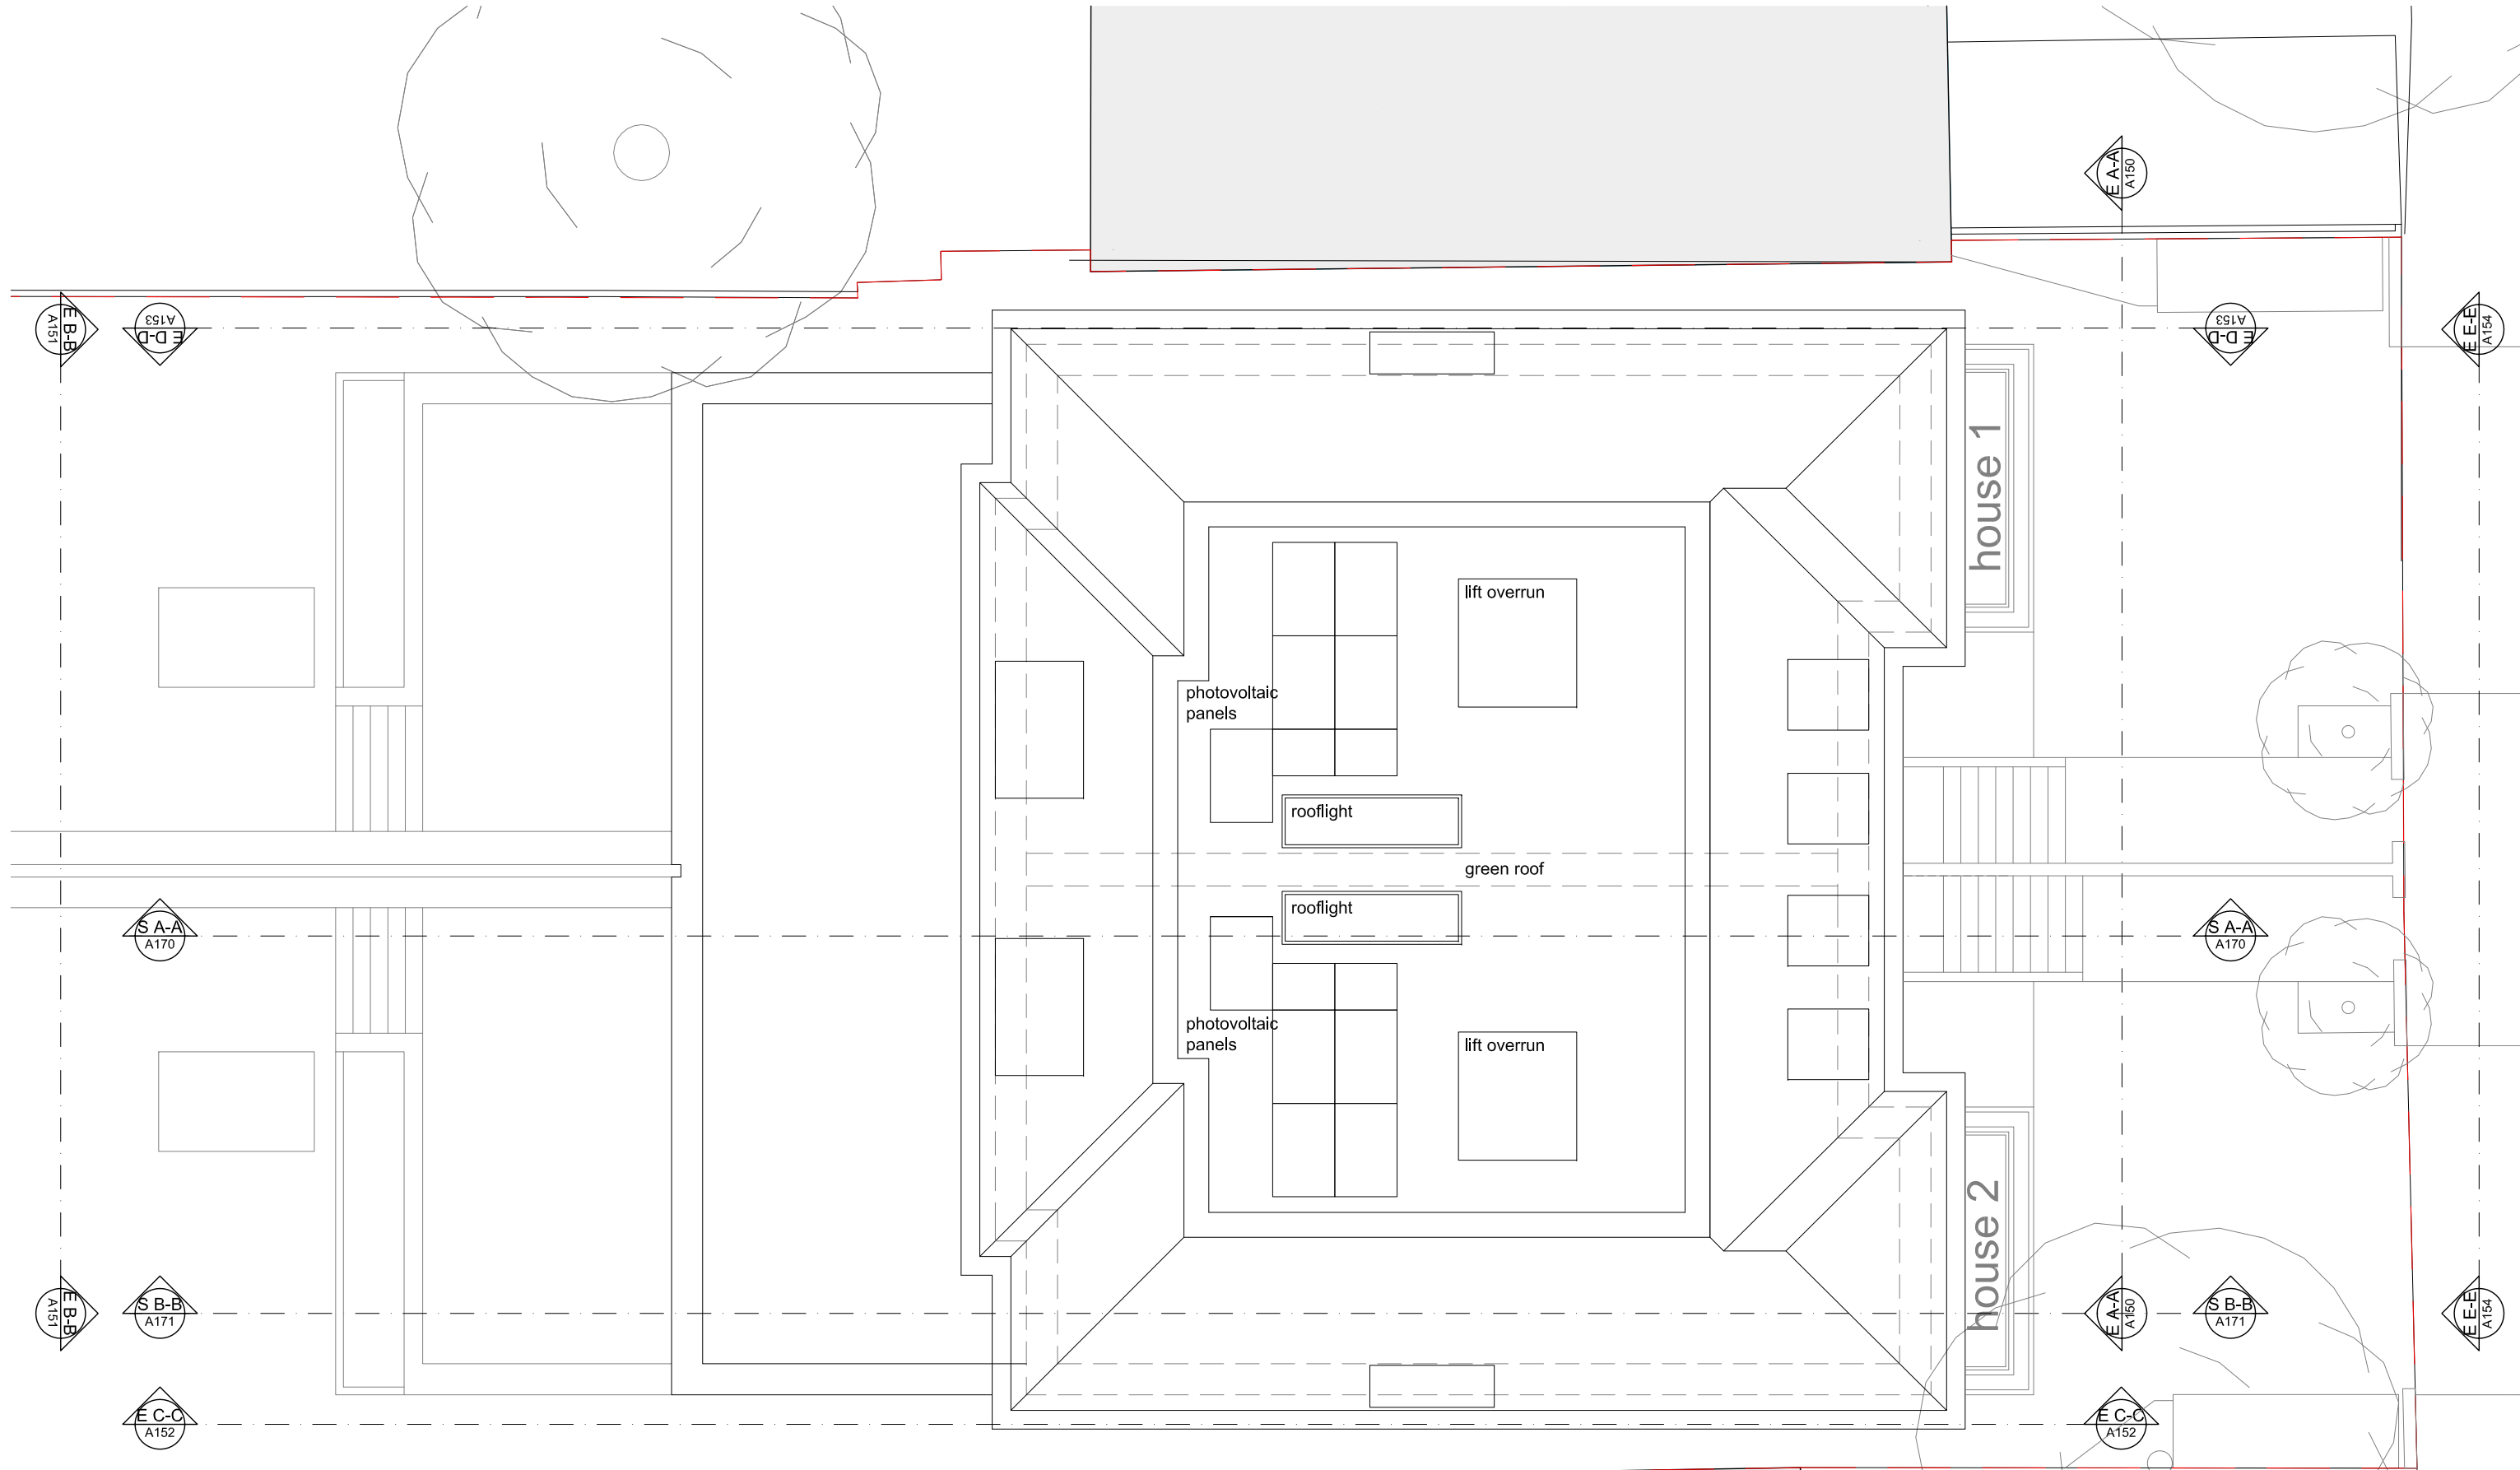 E A-A
A150
E B-B
A151
E D-D
A153
E D-D
A153
E E-E
A154
house 1
lift overrun
photovoltaic
panels
rooflight
green roof
rooflight
S A-A
A170
S A-A
A170
photovoltaic
panels
lift overrun
house 2
E B-B
A151
S B-B
A171
E A-A
A150
S B-B
A171
E E-E
A154
E C-C
A152
E C-C
A152